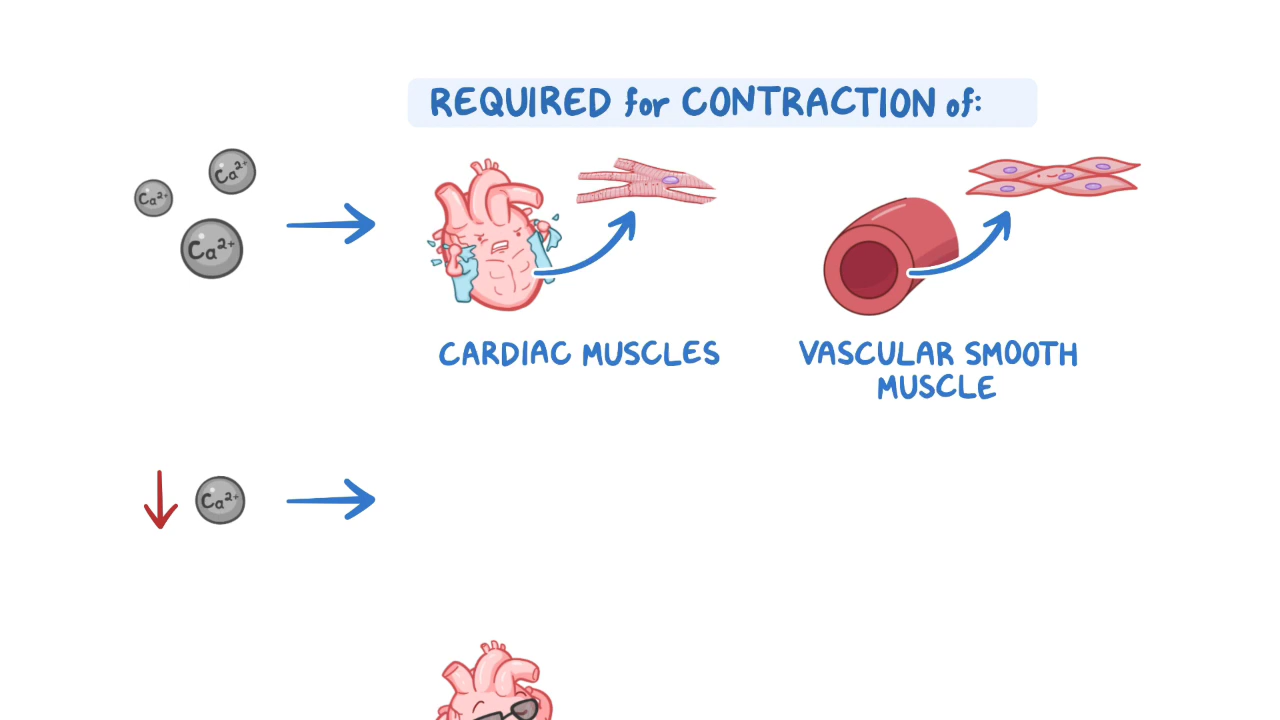 REQUIRED for CONTRACTION of:
Ca2+
Ca2+
Ca2+
CARDIAC MUSCLES
VASCULAR SMOOTH
MUSCLE
Ca2+